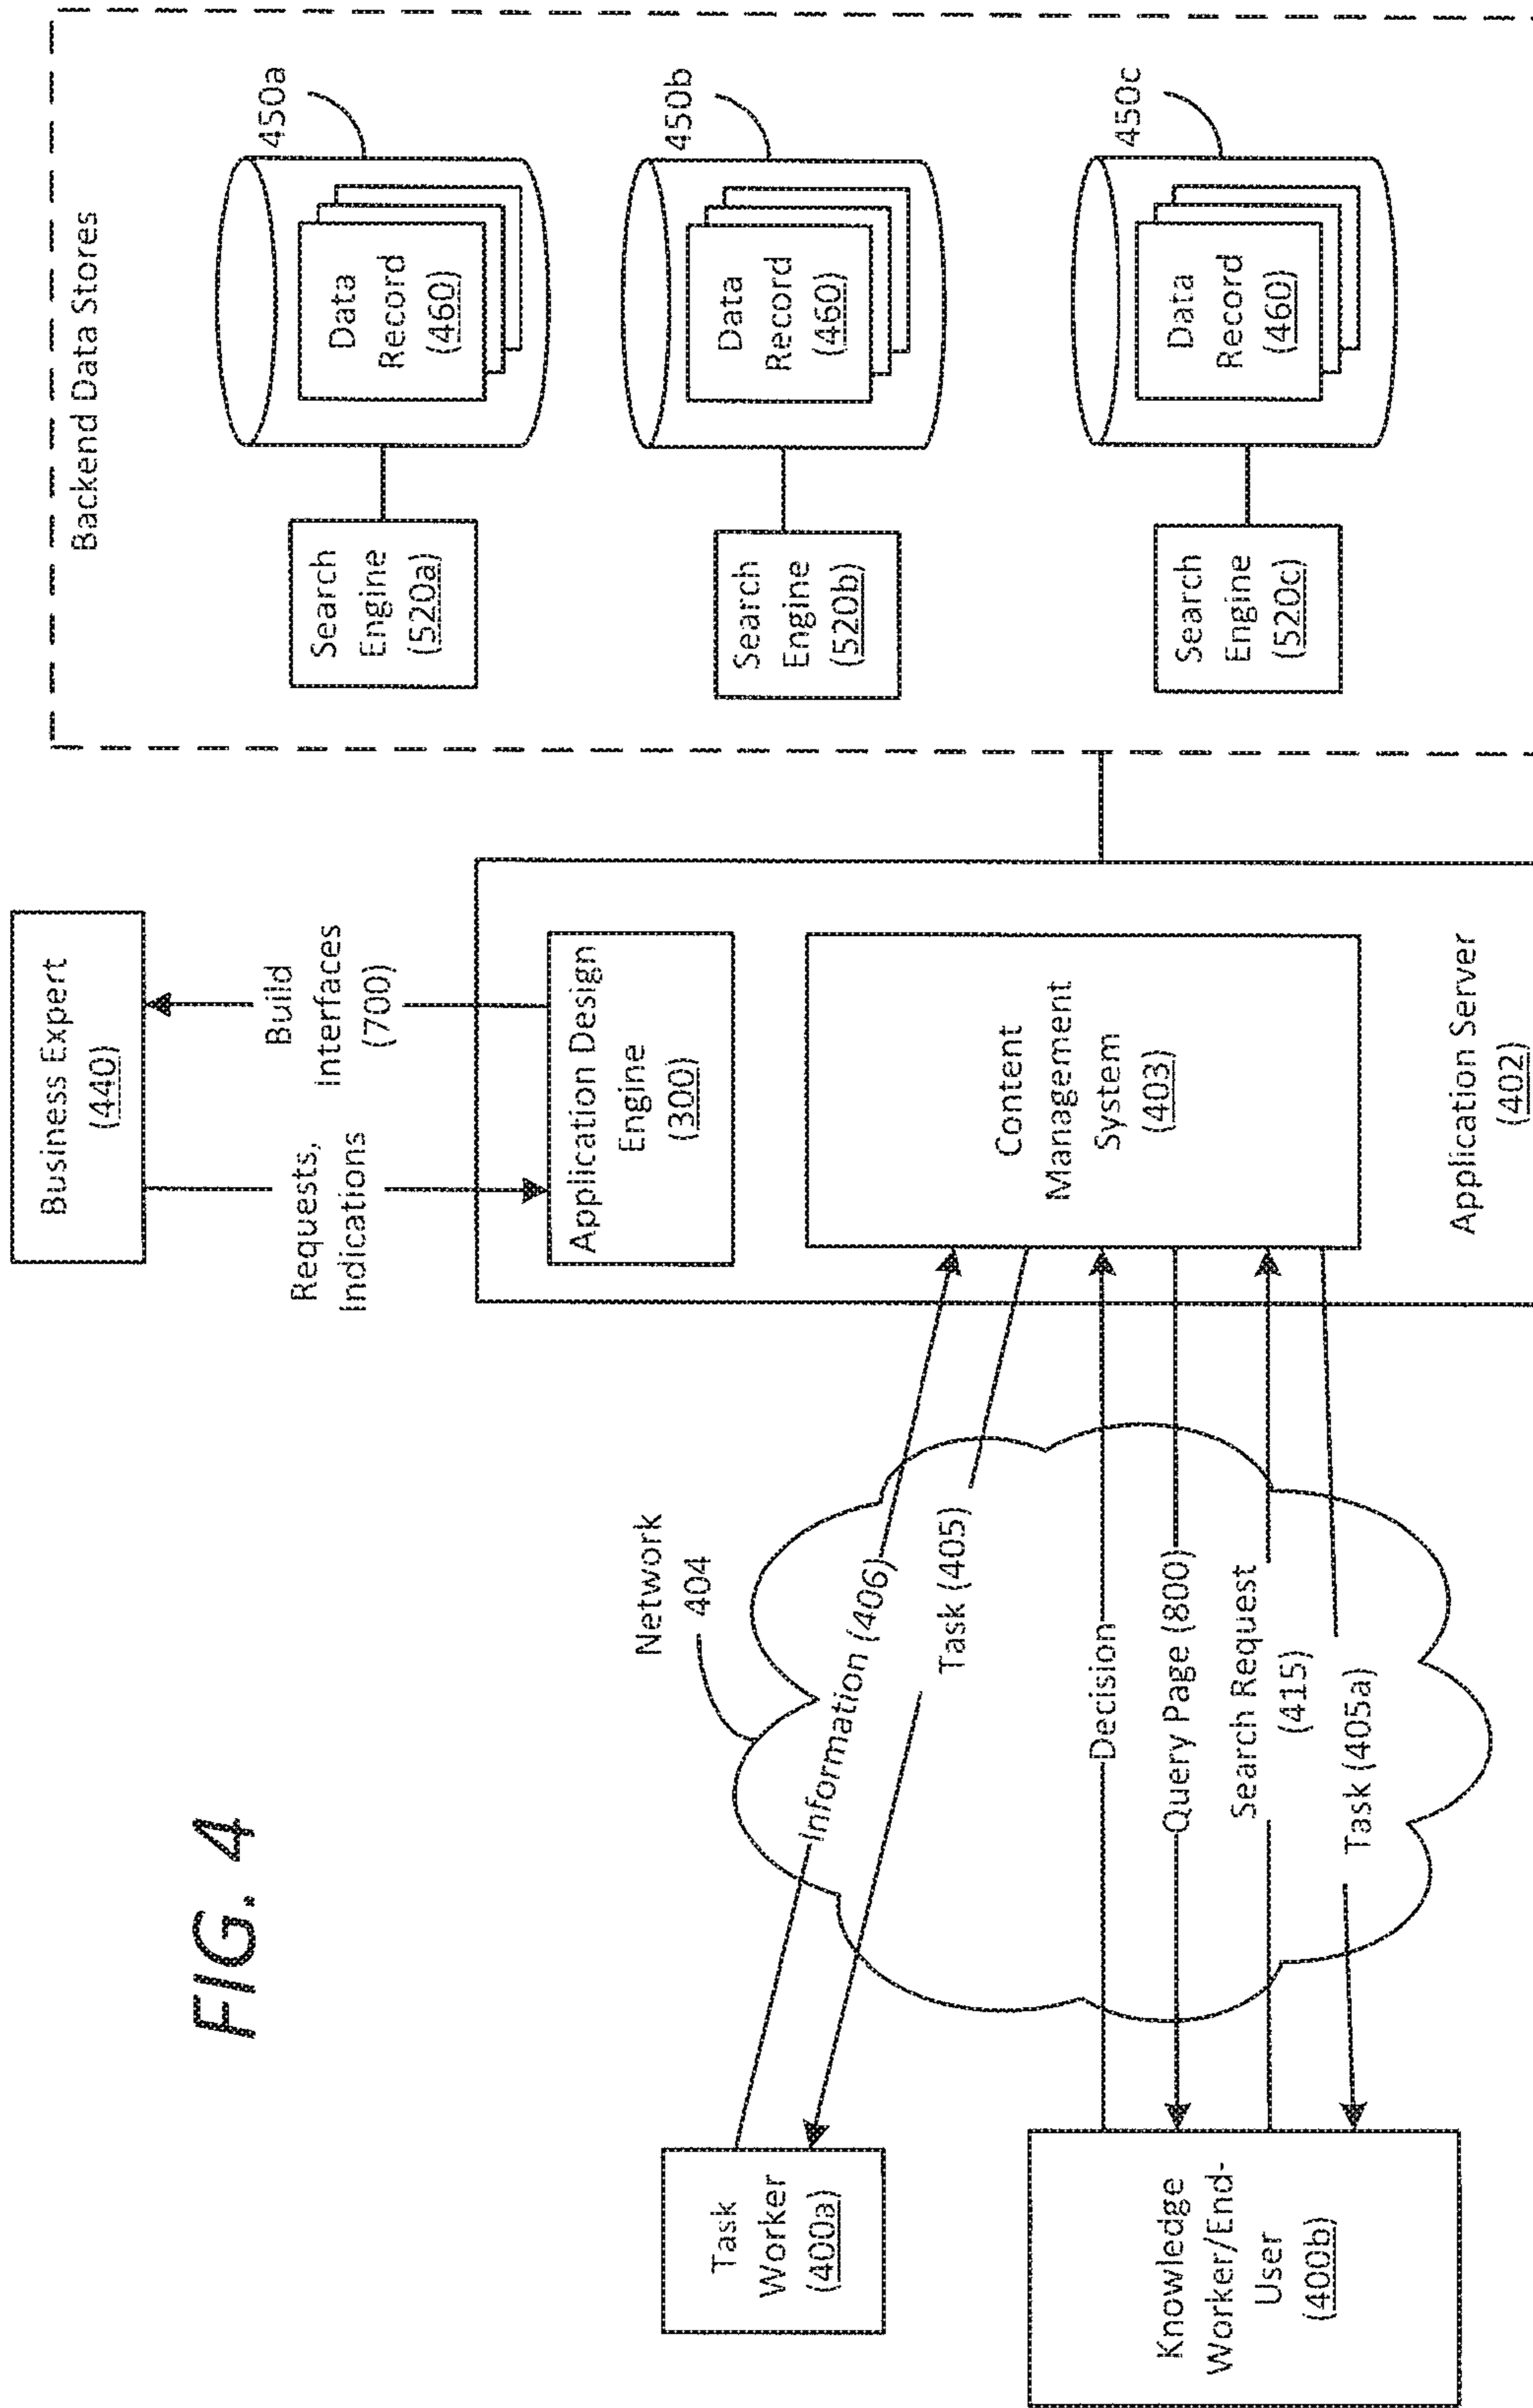 FIG. 4
Task
Worker
(400a)
Knowledge
Worker/End-
User
(400b)
Network
404
Information (406)
Task (405)
Decision
Query Page (800)
Search Request
(415)
Task (405a)
Business Expert
(440)
Requests,
Indications
Build
Interfaces
(700)
Application Design
Engine
(300)
Content
Management
System
(403)
Application Server
(402)
Backend Data Stores
Search
Engine
(520a)
Data
Record
(460)
450a
Search
Engine
(520b)
Data
Record
(460)
450b
Search
Engine
(520c)
Data
Record
(460)
450c